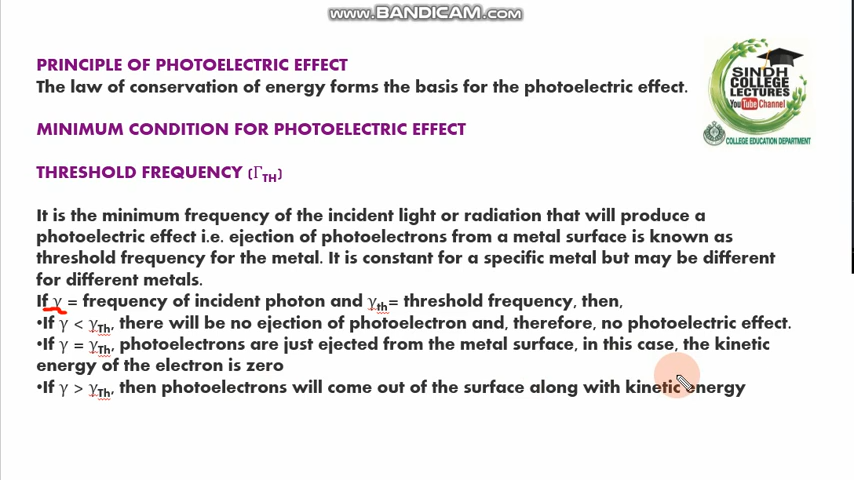 www.BANDICAM.com
PRINCIPLE OF PHOTOELECTRIC EFFECT
The law of conservation of energy forms the basis for the photoelectric effect.
SINDH
COLLEGE
LECTURES
YouTube Channel
COLLEGE EDUCATION DEPARTMENT
MINIMUM CONDITION FOR PHOTOELECTRIC EFFECT
THRESHOLD FREQUENCY (Γ_TH)
It is the minimum frequency of the incident light or radiation that will produce a
photoelectric effect i.e. ejection of photoelectrons from a metal surface is known as
threshold frequency for the metal. It is constant for a specific metal but may be different
for different metals.
If γ = frequency of incident photon and γ_th= threshold frequency, then,
•If γ < γ_Th, there will be no ejection of photoelectron and, therefore, no photoelectric effect.
•If γ = γ_Th, photoelectrons are just ejected from the metal surface, in this case, the kinetic
energy of the electron is zero
•If γ > γ_Th, then photoelectrons will come out of the surface along with kinetic energy